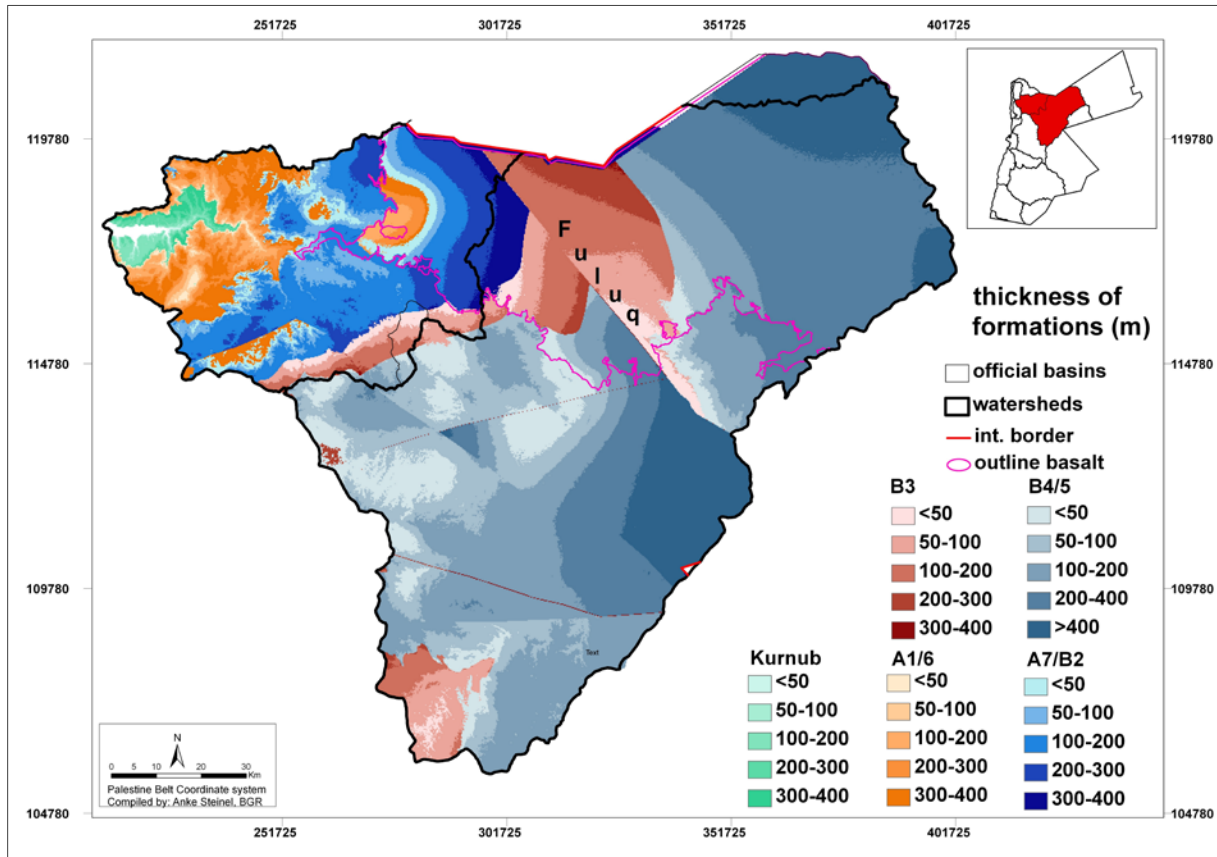 251725 301725 351725 401725
119780 119780
F
u
l
u
q
thickness of
formations (m)
114780 114780
official basins
watersheds
int. border
outline basalt
B3 B4/5
<50 <50
50-100 50-100
100-200 100-200
200-300 200-400
300-400 >400
109780 109780
Text
Kurnub A1/6 A7/B2
<50 <50 <50
50-100 50-100 50-100
100-200 100-200 100-200
200-300 200-300 200-300
300-400 300-400 300-400
N
0 5 10 20 30
Km
Palestine Belt Coordinate system
Compiled by: Anke Steinel, BGR
104780 104780
251725 301725 351725 401725